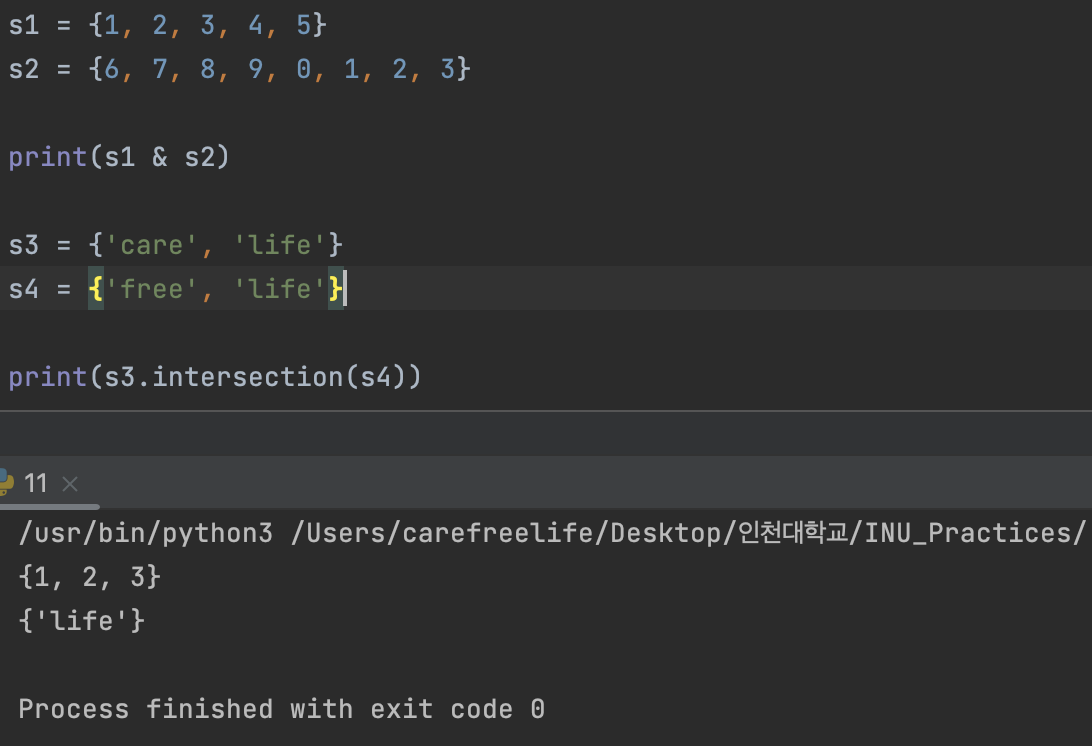 s1 = {1, 2, 3, 4, 5}
s2 = {6, 7, 8, 9, 0, 1, 2, 3}
print(s1 & s2)
s3 = {'care', 'life'}
s4 = {'free', 'life'}
print(s3.intersection(s4))
11
/usr/bin/python3 /Users/carefreelife/Desktop/인천대학교/INU_Practices/
{1, 2, 3}
{'life'}
Process finished with exit code 0